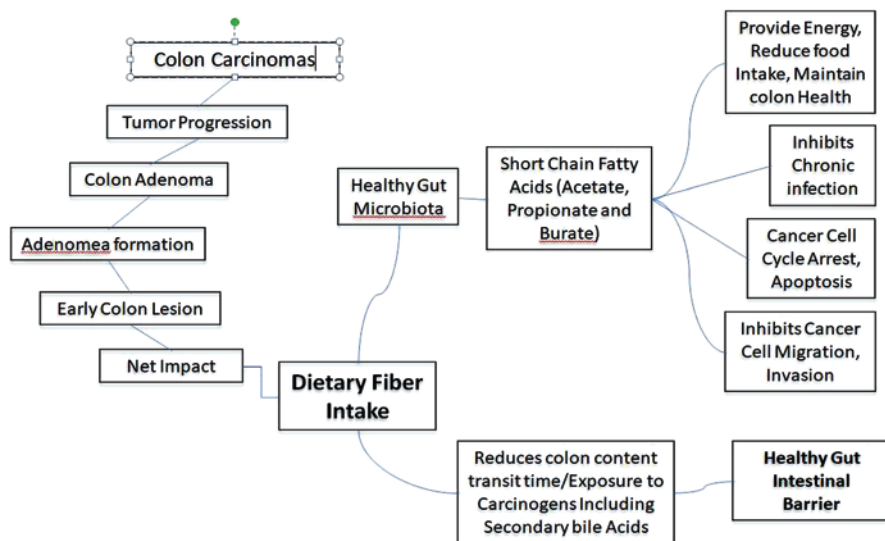 Colon Carcinomas
Tumor Progression
Colon Adenoma
Adenomea formation
Early Colon Lesion
Net Impact
Dietary Fiber
Intake
Healthy Gut
Microbiota
Short Chain Fatty
Acids (Acetate,
Propionate and
Burate)
Provide Energy,
Reduce food
Intake, Maintain
colon Health
Inhibits
Chronic
infection
Cancer Cell
Cycle Arrest,
Apoptosis
Inhibits Cancer
Cell Migration,
Invasion
Reduces colon content
transit time/Exposure to
Carcinogens Including
Secondary bile Acids
Healthy Gut
Intestinal
Barrier